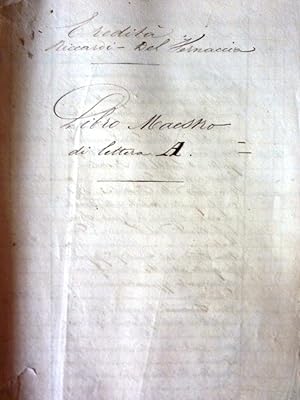 Eredità
Riccardi - Del Vernaccia
Libro Maestro
di lettera A. =